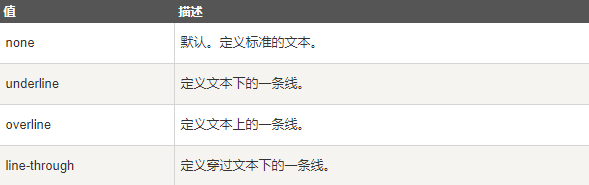 值 描述
none 默认。定义标准的文本。
underline 定义文本下的一条线。
overline 定义文本上的一条线。
line-through 定义穿过文本下的一条线。